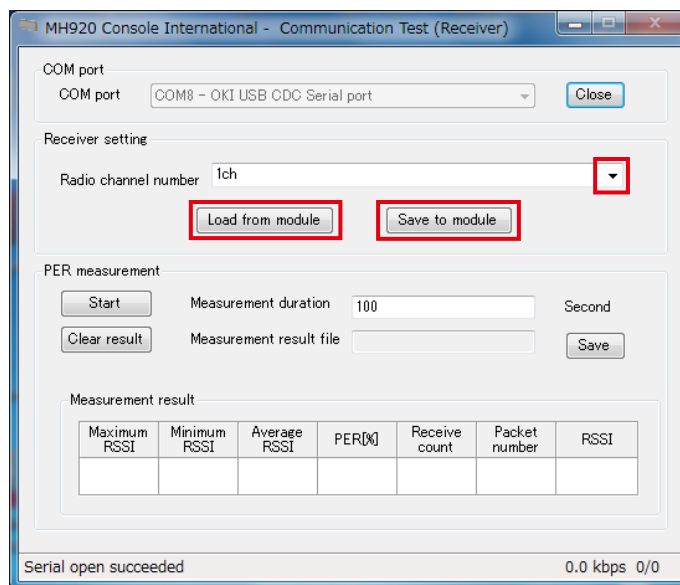 MH920 Console International -  Communication Test (Receiver)
COM port
COM port COM8 - OKI USB CDC Serial port Close
Receiver setting
Radio channel number 1ch
Load from module Save to module
PER measurement
Start Measurement duration 100 Second
Clear result Measurement result file Save
Measurement result
Maximum RSSI Minimum RSSI Average RSSI PER[%] Receive count Packet number RSSI
Serial open succeeded 0.0 kbps 0/0